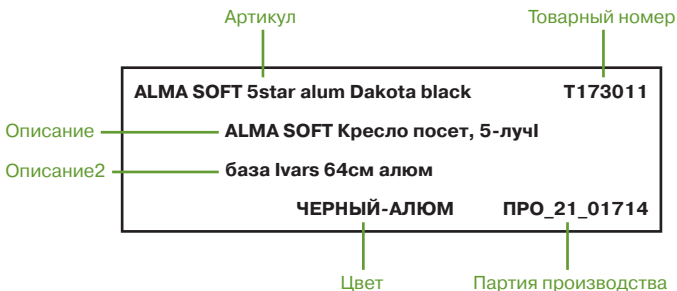 Артикул Товарный номер
ALMA SOFT 5star alum Dakota black T173011
Описание ALMA SOFT Кресло посет, 5-лучI
Описание2 база Ivars 64см алюм
ЧЕРНЫЙ-АЛЮМ ПРО_21_01714
Цвет Партия производства